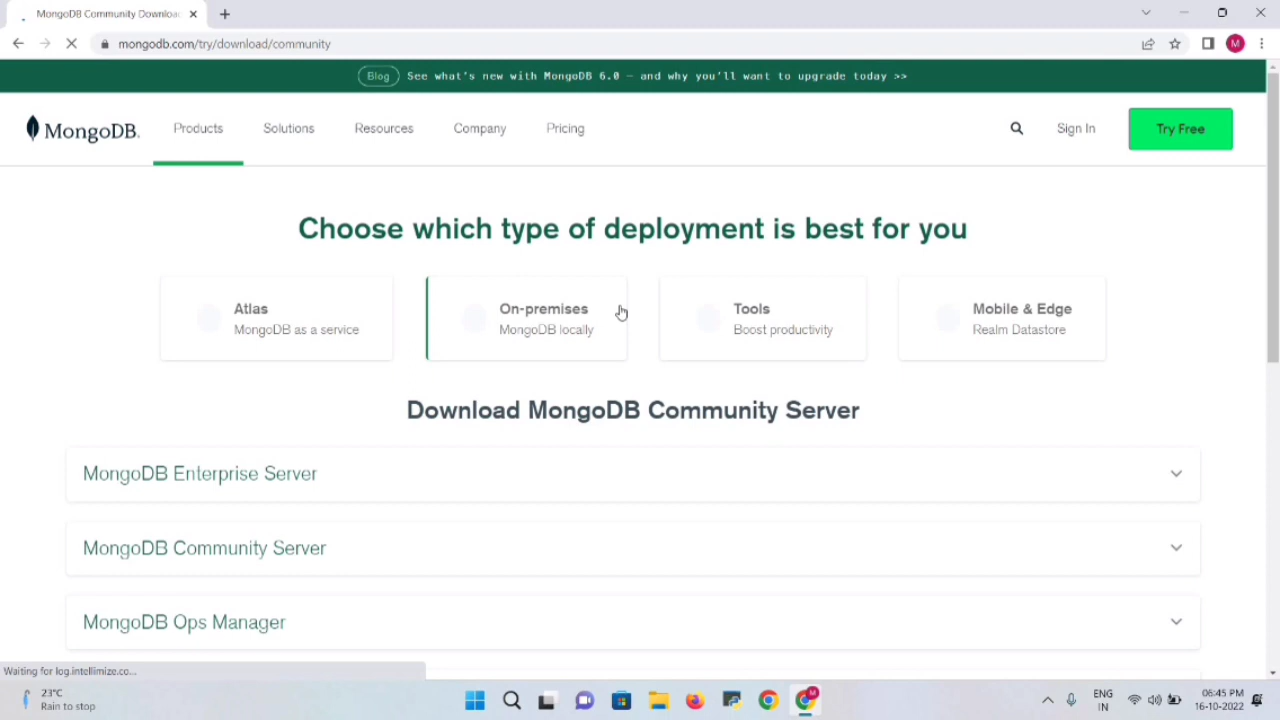 MongoDB Community Downloa
mongodb.com/try/download/community
M
Blog See what's new with MongoDB 6.0 — and why you'll want to upgrade today >>
MongoDB.
Products
Solutions
Resources
Company
Pricing
Sign In
Try Free
Choose which type of deployment is best for you
Atlas
MongoDB as a service
On-premises
MongoDB locally
Tools
Boost productivity
Mobile & Edge
Realm Datastore
Download MongoDB Community Server
MongoDB Enterprise Server
MongoDB Community Server
MongoDB Ops Manager
Waiting for log.intellimize.co...
23°C
Rain to stop
M
ENG
IN
06:45 PM
16-10-2022